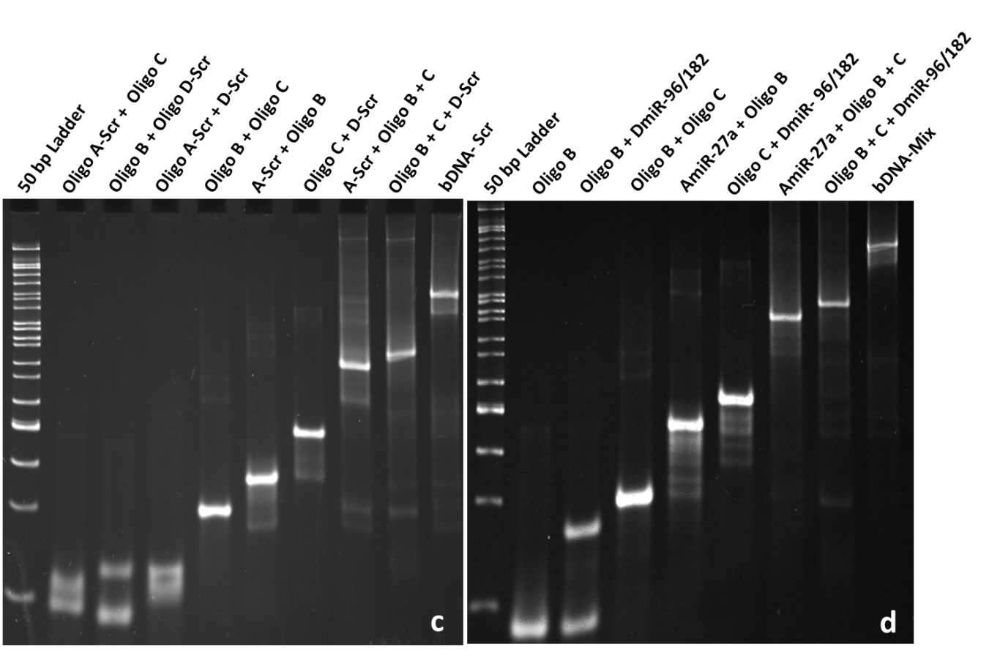 50 bp Ladder
Oligo A-Scr + Oligo C
Oligo B + Oligo D-Scr
Oligo A-Scr + D-Scr
Oligo B + Oligo C
A-Scr + Oligo B
Oligo C + D-Scr
A-Scr + Oligo B + C
Oligo B + C + D-Scr
bDNA- Scr
50 bp Ladder
Oligo B
Oligo B + DmiR-96/182
Oligo B + Oligo C
AmiR-27a + Oligo B
Oligo C + DmiR- 96/182
AmiR-27a + Oligo B + C
Oligo B + C + DmiR-96/182
bDNA-Mix
c
d